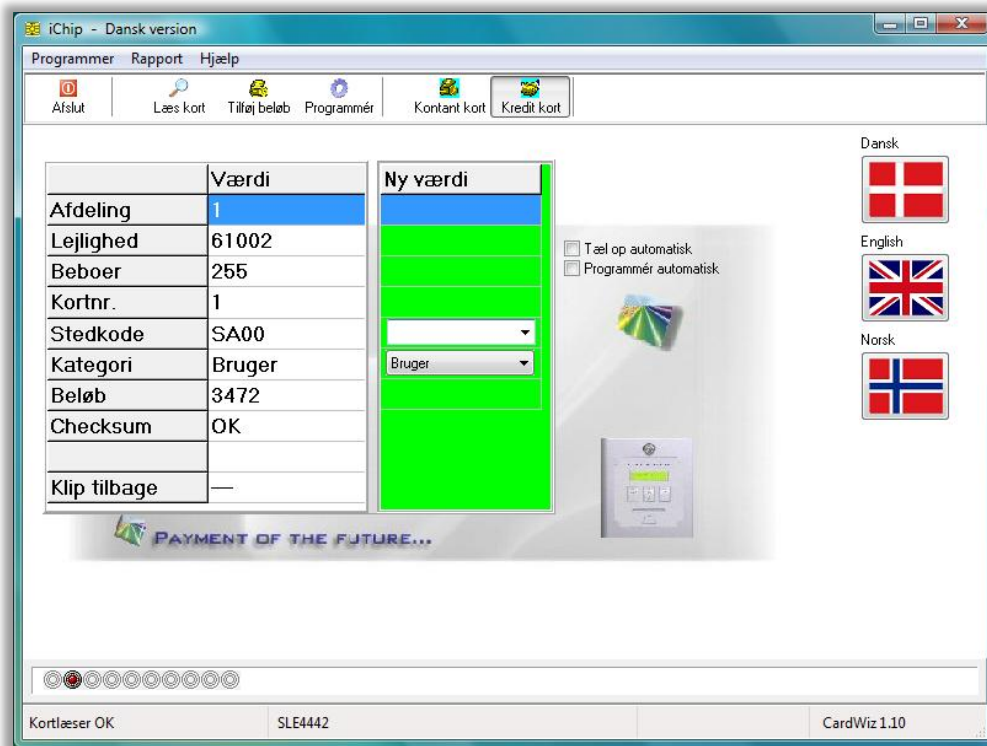 iChip - Dansk version
Programmer Rapport Hjælp
Afslut Læs kort Tilføj beløb Programmér Kontant kort Kredit kort
Dansk
Værdi Ny værdi
Afdeling 1
Lejlighed 61002
English
Tæl op automatisk
Beboer 255
Programmér automatisk
Kortnr. 1
Stedkode SA00
Norsk
Kategori Bruger Bruger
Beløb 3472
Checksum OK
Klip tilbage —
PAYMENT OF THE FUTURE...
Kortlæser OK SLE4442 CardWiz 1.10